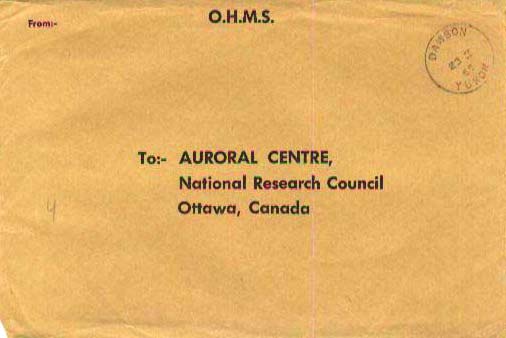 O.H.M.S.
From:-
DAWSON
YUKON
To:- AURORAL CENTRE,
National Research Council
Ottawa, Canada
4